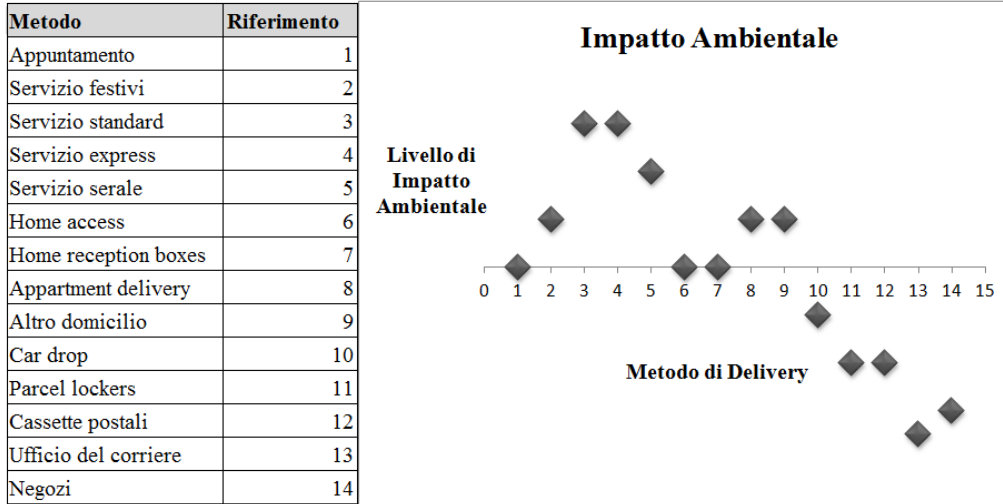 Metodo Riferimento
Appuntamento 1
Servizio festivi 2
Servizio standard 3
Servizio express 4
Servizio serale 5
Home access 6
Home reception boxes 7
Appartment delivery 8
Altro domicilio 9
Car drop 10
Parcel lockers 11
Cassette postali 12
Ufficio del corriere 13
Negozi 14
Impatto Ambientale
Livello di
Impatto
Ambientale
0 1 2 3 4 5 6 7 8 9 10 11 12 13 14 15
Metodo di Delivery